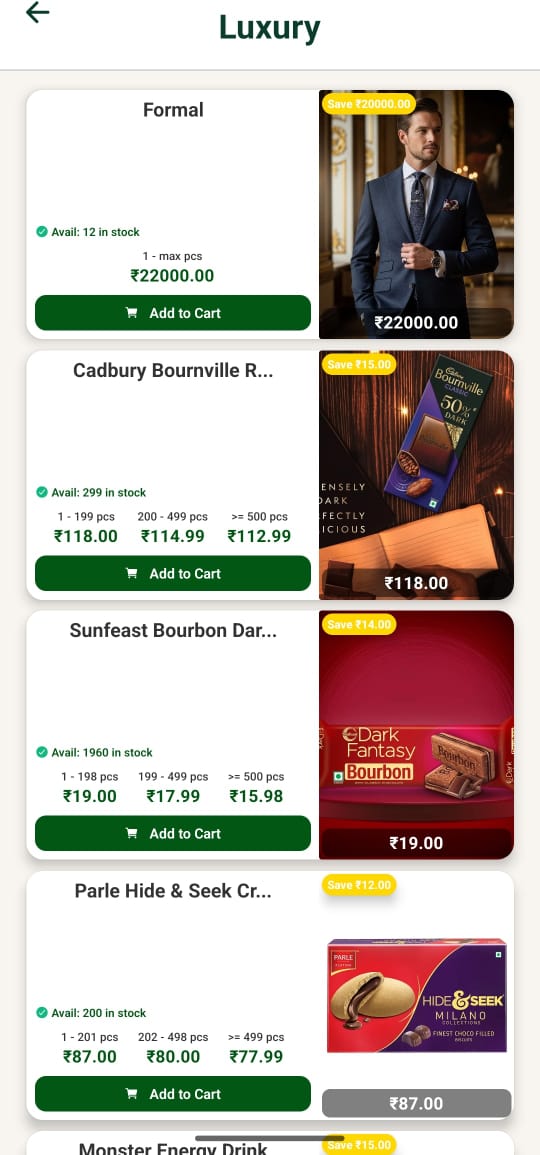 Luxury
Formal
Save ₹20000.00
Avail: 12 in stock
1 - max pcs
₹22000.00
Add to Cart
₹22000.00
Cadbury Bournville R...
Save ₹15.00
Cadbury
Bournville
CLASSIC
50%
DARK
ENSELY
DARK
FECTLY
ICIOUS
Avail: 299 in stock
1 - 199 pcs 200 - 499 pcs >= 500 pcs
₹118.00 ₹114.99 ₹112.99
Add to Cart
₹118.00
Sunfeast Bourbon Dar...
Save ₹14.00
Dark
Fantasy
Bourbon
Dark
Avail: 1960 in stock
1 - 198 pcs 199 - 499 pcs >= 500 pcs
₹19.00 ₹17.99 ₹15.98
Add to Cart
₹19.00
Parle Hide & Seek Cr...
Save ₹12.00
PARLE
PLATINA
HIDE & SEEK
MILANO
COLLECTIONS
FINEST CHOCO FILLED
BISCUITS
Avail: 200 in stock
1 - 201 pcs 202 - 498 pcs >= 499 pcs
₹87.00 ₹80.00 ₹77.99
Add to Cart
₹87.00
Monster Energy Drink
Save ₹15.00